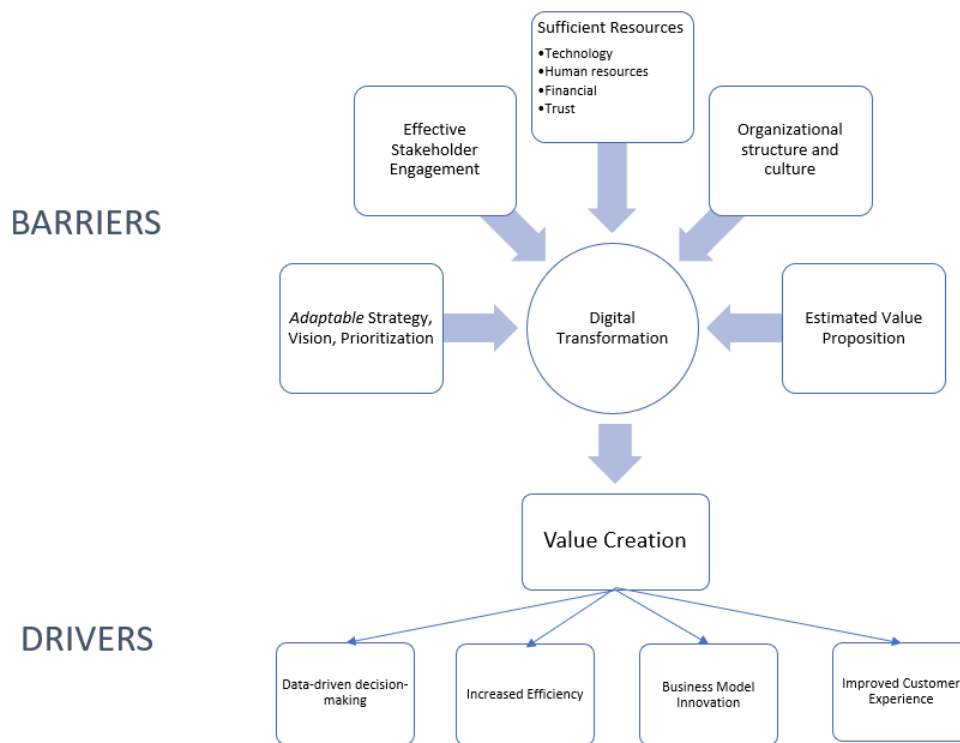 Sufficient Resources
•Technology
•Human resources
•Financial
•Trust
Effective
Stakeholder
Engagement
Organizational
structure and
culture
BARRIERS
Adaptable Strategy,
Vision, Prioritization
Digital
Transformation
Estimated Value
Proposition
Value Creation
DRIVERS
Data-driven decision-
making
Increased Efficiency
Business Model
Innovation
Improved Customer
Experience